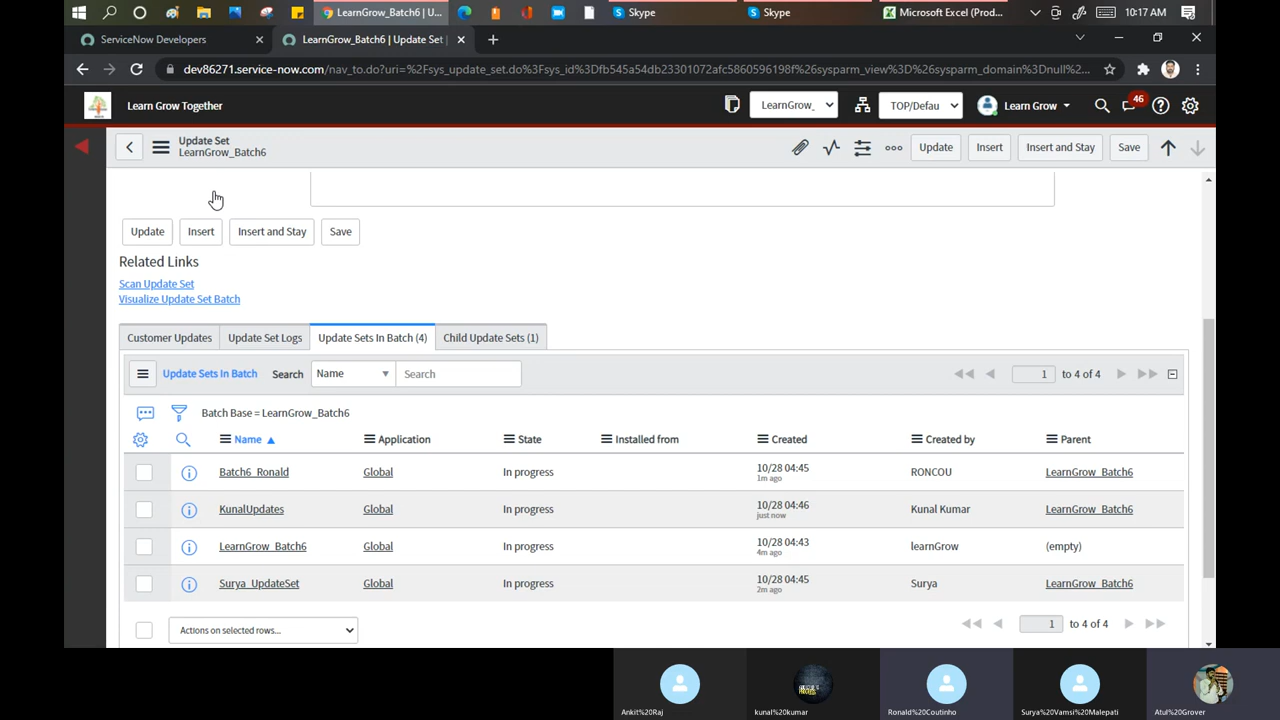 LearnGrow_Batch6 | U...
Skype
Skype
Microsoft Excel (Prod...
10:17 AM
ServiceNow Developers
LearnGrow_Batch6 | Update Set |
dev86271.service-now.com/nav_to.do?uri=%2Fsys_update_set.do%3Fsys_id%3Dfb545a54db23301072afc5860596198f%26sysparm_view%3D%26sysparm_domain%3Dnull%2...
Learn Grow Together
LearnGrow_
TOP/Defau
Learn Grow
46
Update Set
LearnGrow_Batch6
Update
Insert
Insert and Stay
Save
Update
Insert
Insert and Stay
Save
Related Links
Scan Update Set
Visualize Update Set Batch
Customer Updates
Update Set Logs
Update Sets In Batch (4)
Child Update Sets (1)
Update Sets In Batch
Search
Name
Search
1
to 4 of 4
Batch Base = LearnGrow_Batch6
Name
Application
State
Installed from
Created
Created by
Parent
Batch6_Ronald Global In progress 10/28 04:45 RONCOU LearnGrow_Batch6
1m ago
KunalUpdates Global In progress 10/28 04:46 Kunal Kumar LearnGrow_Batch6
just now
LearnGrow_Batch6 Global In progress 10/28 04:43 learnGrow (empty)
4m ago
Surya_UpdateSet Global In progress 10/28 04:45 Surya LearnGrow_Batch6
2m ago
Actions on selected rows...
1
to 4 of 4
Ankit%20Raj
kunal%20kumar
Ronald%20Coutinho
Surya%20Vamsi%20Malepati
Atul%20Grover